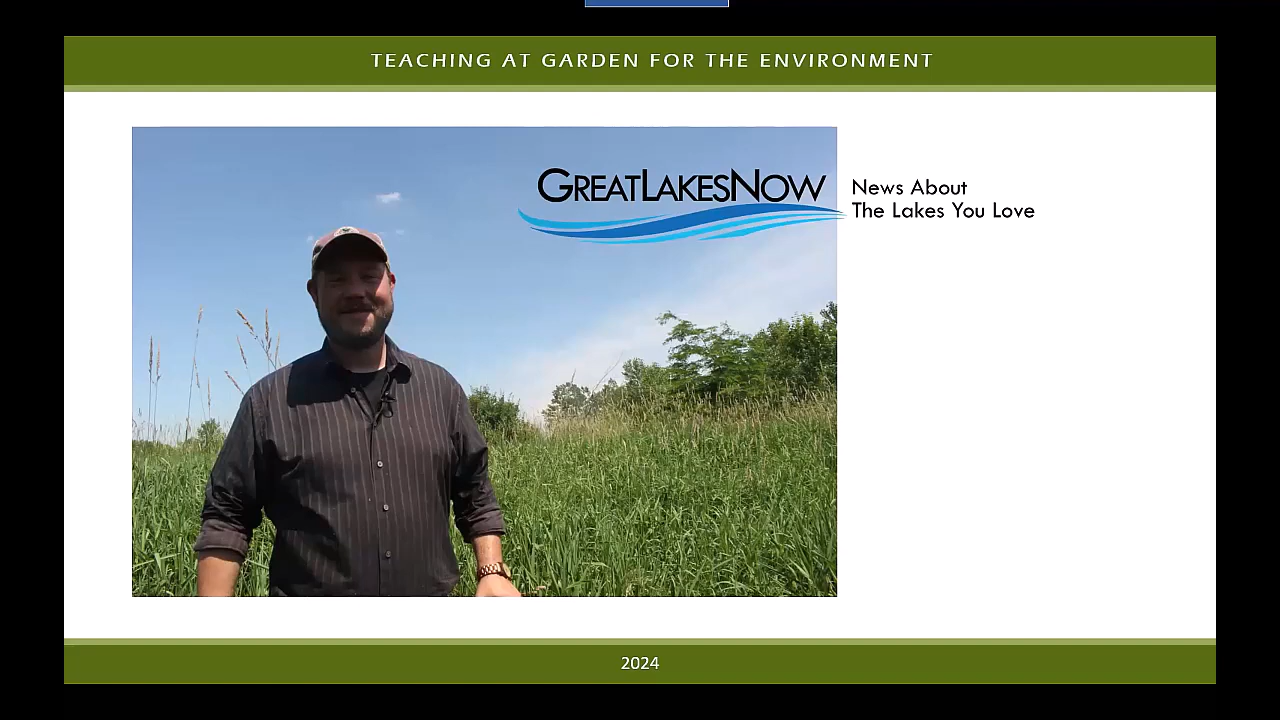 TEACHING AT GARDEN FOR THE ENVIRONMENT
GREATLAKESNOW
News About
The Lakes You Love
2024